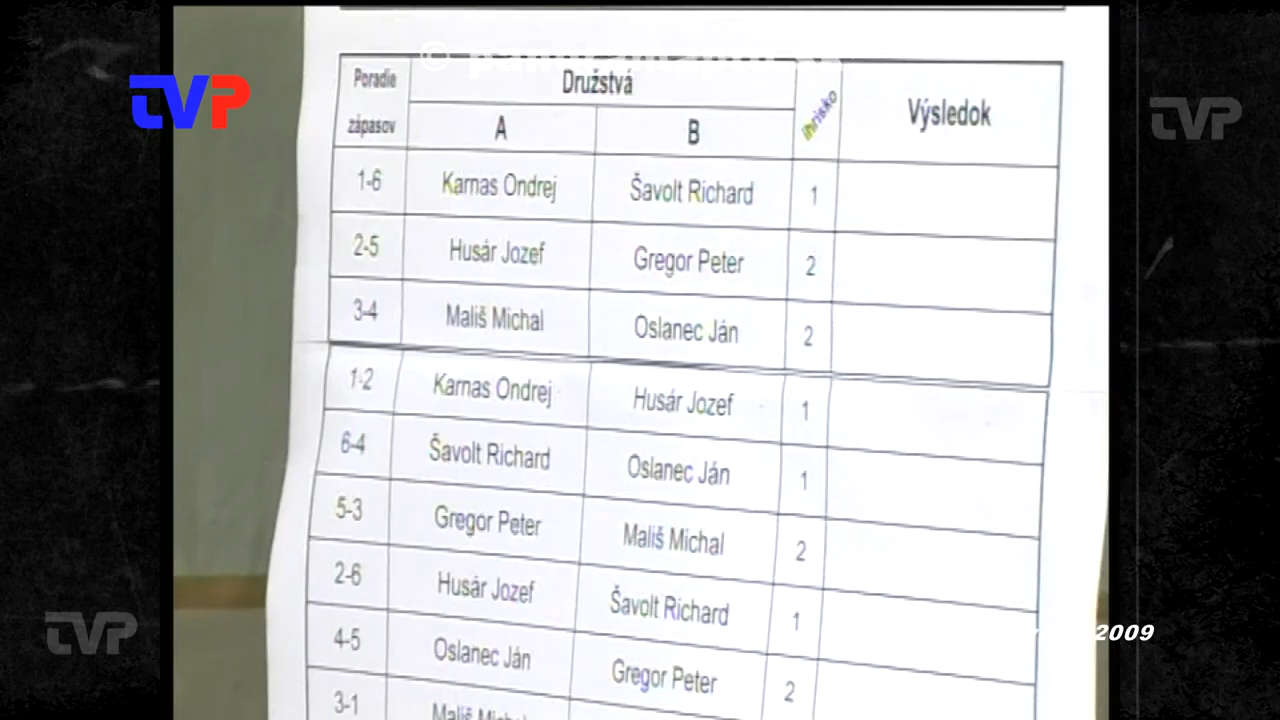 TVP
TVP
Poradie zápasov Družstvá ihrisko Výsledok
A B
1-6 Karnas Ondrej Šavolt Richard 1
2-5 Husár Jozef Gregor Peter 2
3-4 Mališ Michal Oslanec Ján 2
1-2 Karnas Ondrej Husár Jozef 1
6-4 Šavolt Richard Oslanec Ján 1
5-3 Gregor Peter Mališ Michal 2
2-6 Husár Jozef Šavolt Richard 1
4-5 Oslanec Ján Gregor Peter 2
3-1 Mališ Michal
TVP
2009